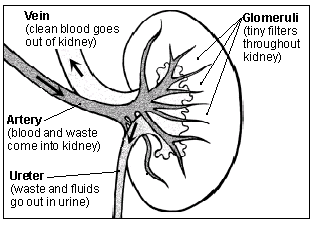 Vein
(clean blood goes
out of kidney)
Glomeruli
(tiny filters
throughout
kidney)
Artery
(blood and waste
come into kidney)
Ureter
(waste and fluids
go out in urine)